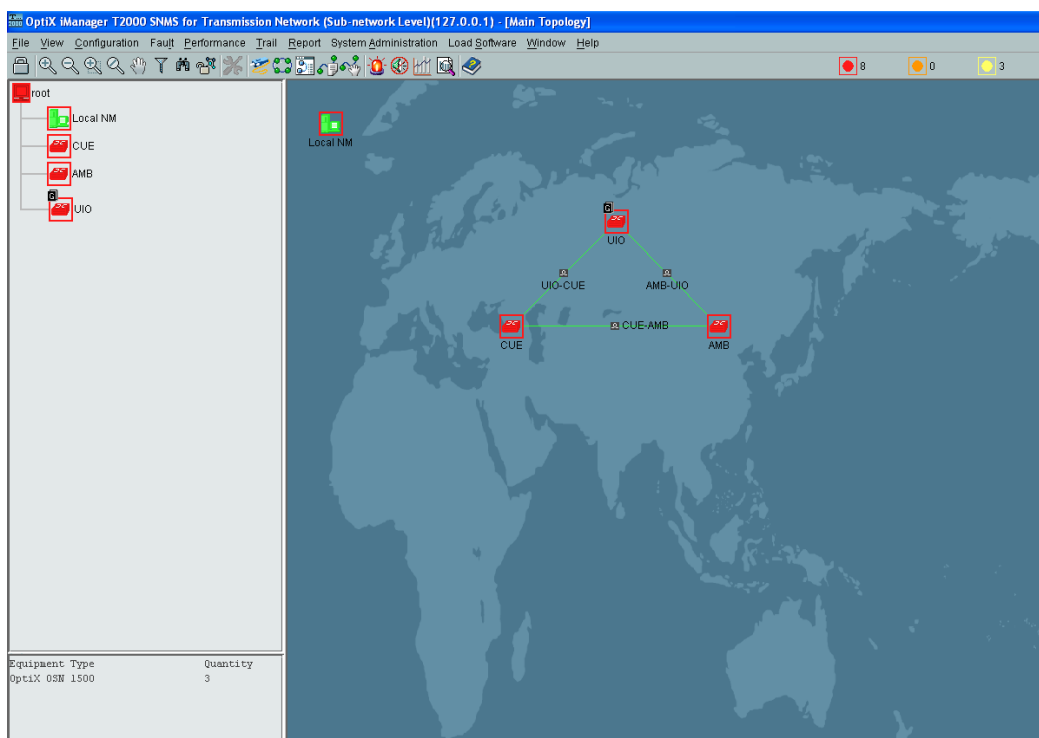 OptiX iManager T2000 SNMS for Transmission Network (Sub-network Level)(127.0.0.1) - [Main Topology]
File View Configuration Fault Performance Trail Report System Administration Load Software Window Help
8 0 3
root
Local NM
CUE
AMB
G
UIO
Local NM
G
UIO
UIO-CUE AMB-UIO
CUE-AMB
CUE AMB
Equipment Type Quantity
OptiX OSN 1500 3